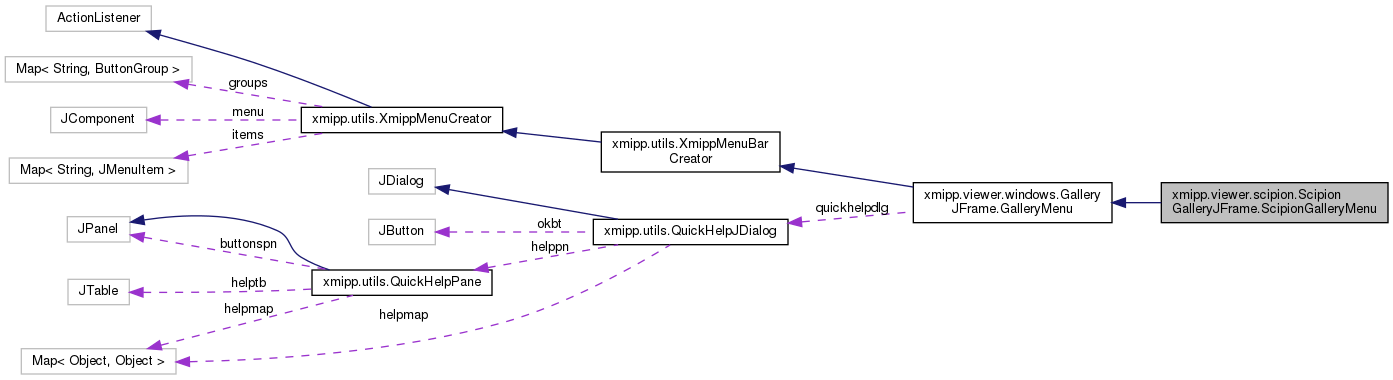 ActionListener
Map< String, ButtonGroup >
groups
JComponent
menu
xmipp.utils.XmippMenuCreator
items
Map< String, JMenuItem >
xmipp.utils.XmippMenuBar
Creator
JDialog
xmipp.viewer.windows.Gallery
JFrame.GalleryMenu
xmipp.viewer.scipion.Scipion
GalleryJFrame.ScipionGalleryMenu
quickhelpdlg
JPanel
JButton
okbt
xmipp.utils.QuickHelpJDialog
buttonspn
helppn
JTable
helptb
xmipp.utils.QuickHelpPane
helpmap
helpmap
Map< Object, Object >